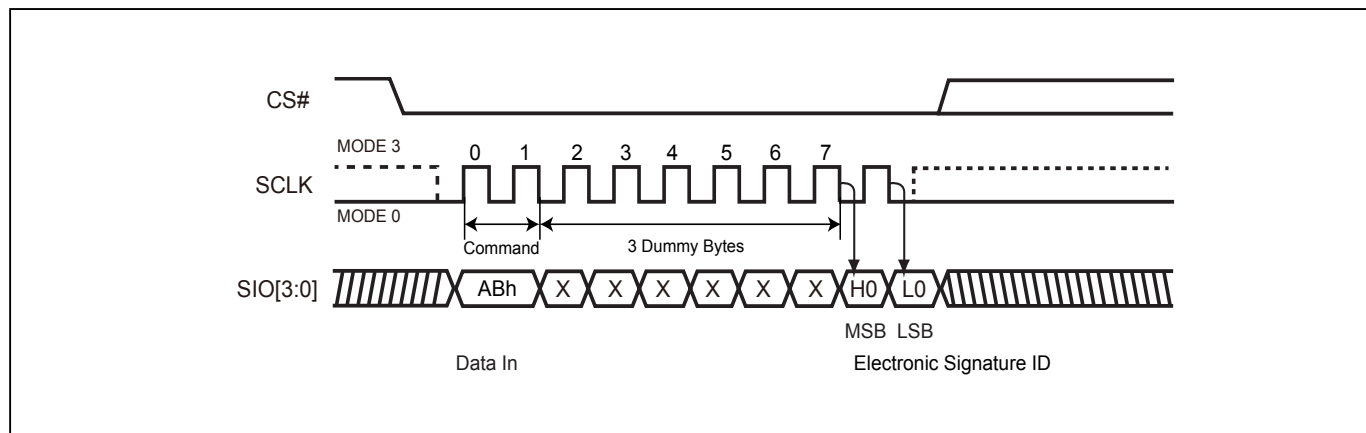 CS#
MODE 3
0 1 2 3 4 5 6 7
SCLK
MODE 0
Command 3 Dummy Bytes
SIO[3:0] ABh X X X X X X H0 L0
MSB LSB
Data In Electronic Signature ID